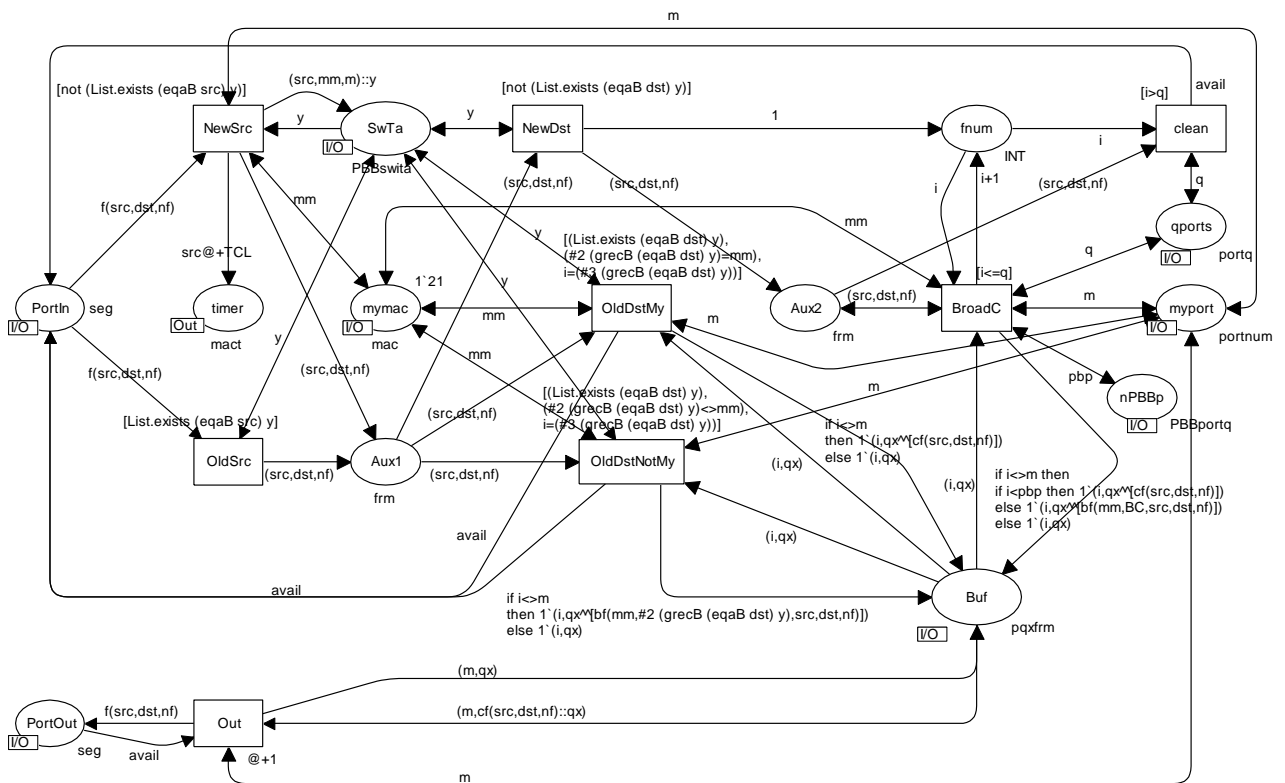 m
avail
[not (List.exists (eqaB src) y)]
(src,mm,m)::y
[not (List.exists (eqaB dst) y)]
[i>q]
NewSrc
y
SwTa
y
NewDst
1
fnum
i
clean
I/O
PBBswita
INT
(src,dst,nf)
(src,dst,nf)
i
i+1
(src,dst,nf)
q
f(src,dst,nf)
mm
mm
qports
I/O
portq
src@+TCL
y
[(List.exists (eqaB dst) y),
(#2 (grecB (eqaB dst) y)=mm),
i=(#3 (grecB (eqaB dst) y))]
q
1`21
y
[i<=q]
PortIn
seg
timer
mymac
mm
OldDstMy
Aux2
(src,dst,nf)
BroadC
m
myport
I/O
Out
mact
I/O
mac
frm
I/O
portnum
y
m
f(src,dst,nf)
(src,dst,nf)
mm
m
pbp
nPBBp
I/O
PBBportq
[List.exists (eqaB src) y]
(src,dst,nf)
[(List.exists (eqaB dst) y),
(#2 (grecB (eqaB dst) y)<>mm),
i=(#3 (grecB (eqaB dst) y))]
if i<>m
then 1`(i,qx^^[cf(src,dst,nf)])
else 1`(i,qx)
OldSrc
(src,dst,nf)
Aux1
frm
(src,dst,nf)
OldDstNotMy
(i,qx)
(i,qx)
if i<>m then
if i<pbp then 1`(i,qx^^[cf(src,dst,nf)])
else 1`(i,qx^^[bf(mm,BC,src,dst,nf)])
else 1`(i,qx)
avail
(i,qx)
avail
if i<>m
then 1`(i,qx^^[bf(mm,#2 (grecB (eqaB dst) y),src,dst,nf)])
else 1`(i,qx)
Buf
I/O
pqxfrm
(m,qx)
PortOut
I/O
seg
f(src,dst,nf)
Out
(m,cf(src,dst,nf)::qx)
avail
@+1
m